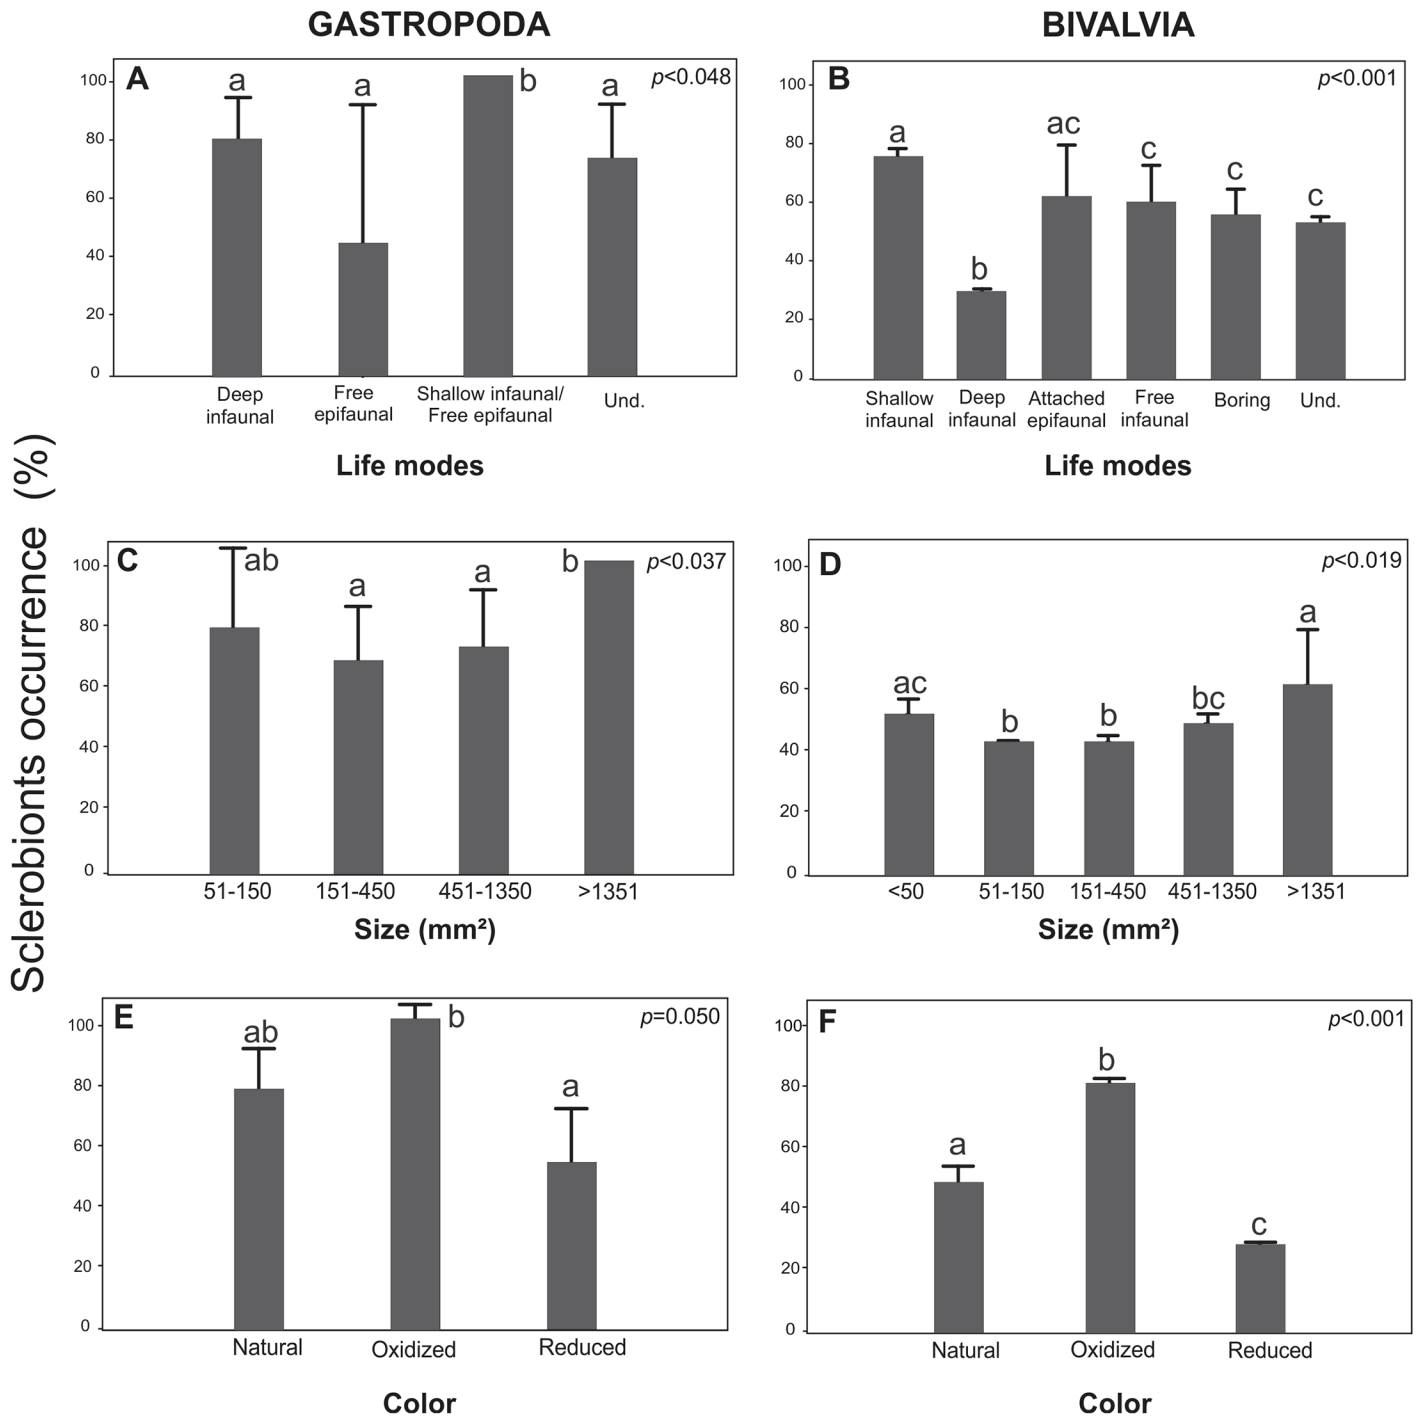 GASTROPODA
BIVALVIA
Sclerobionts occurrence (%)
A
p<0.048
100
80
60
40
20
0
a
a
b
a
Deep infaunal
Free epifaunal
Shallow infaunal/ Free epifaunal
Und.
Life modes
B
p<0.001
100
80
60
40
20
0
a
b
ac
c
c
c
Shallow infaunal
Deep infaunal
Attached epifaunal
Free infaunal
Boring
Und.
Life modes
C
p<0.037
100
80
60
40
20
0
ab
a
a
b
51-150
151-450
451-1350
>1351
Size (mm²)
D
p<0.019
100
80
60
40
20
0
ac
b
b
bc
a
<50
51-150
151-450
451-1350
>1351
Size (mm²)
E
p=0.050
100
80
60
40
20
0
ab
b
a
Natural
Oxidized
Reduced
Color
F
p<0.001
100
80
60
40
20
0
a
b
c
Natural
Oxidized
Reduced
Color